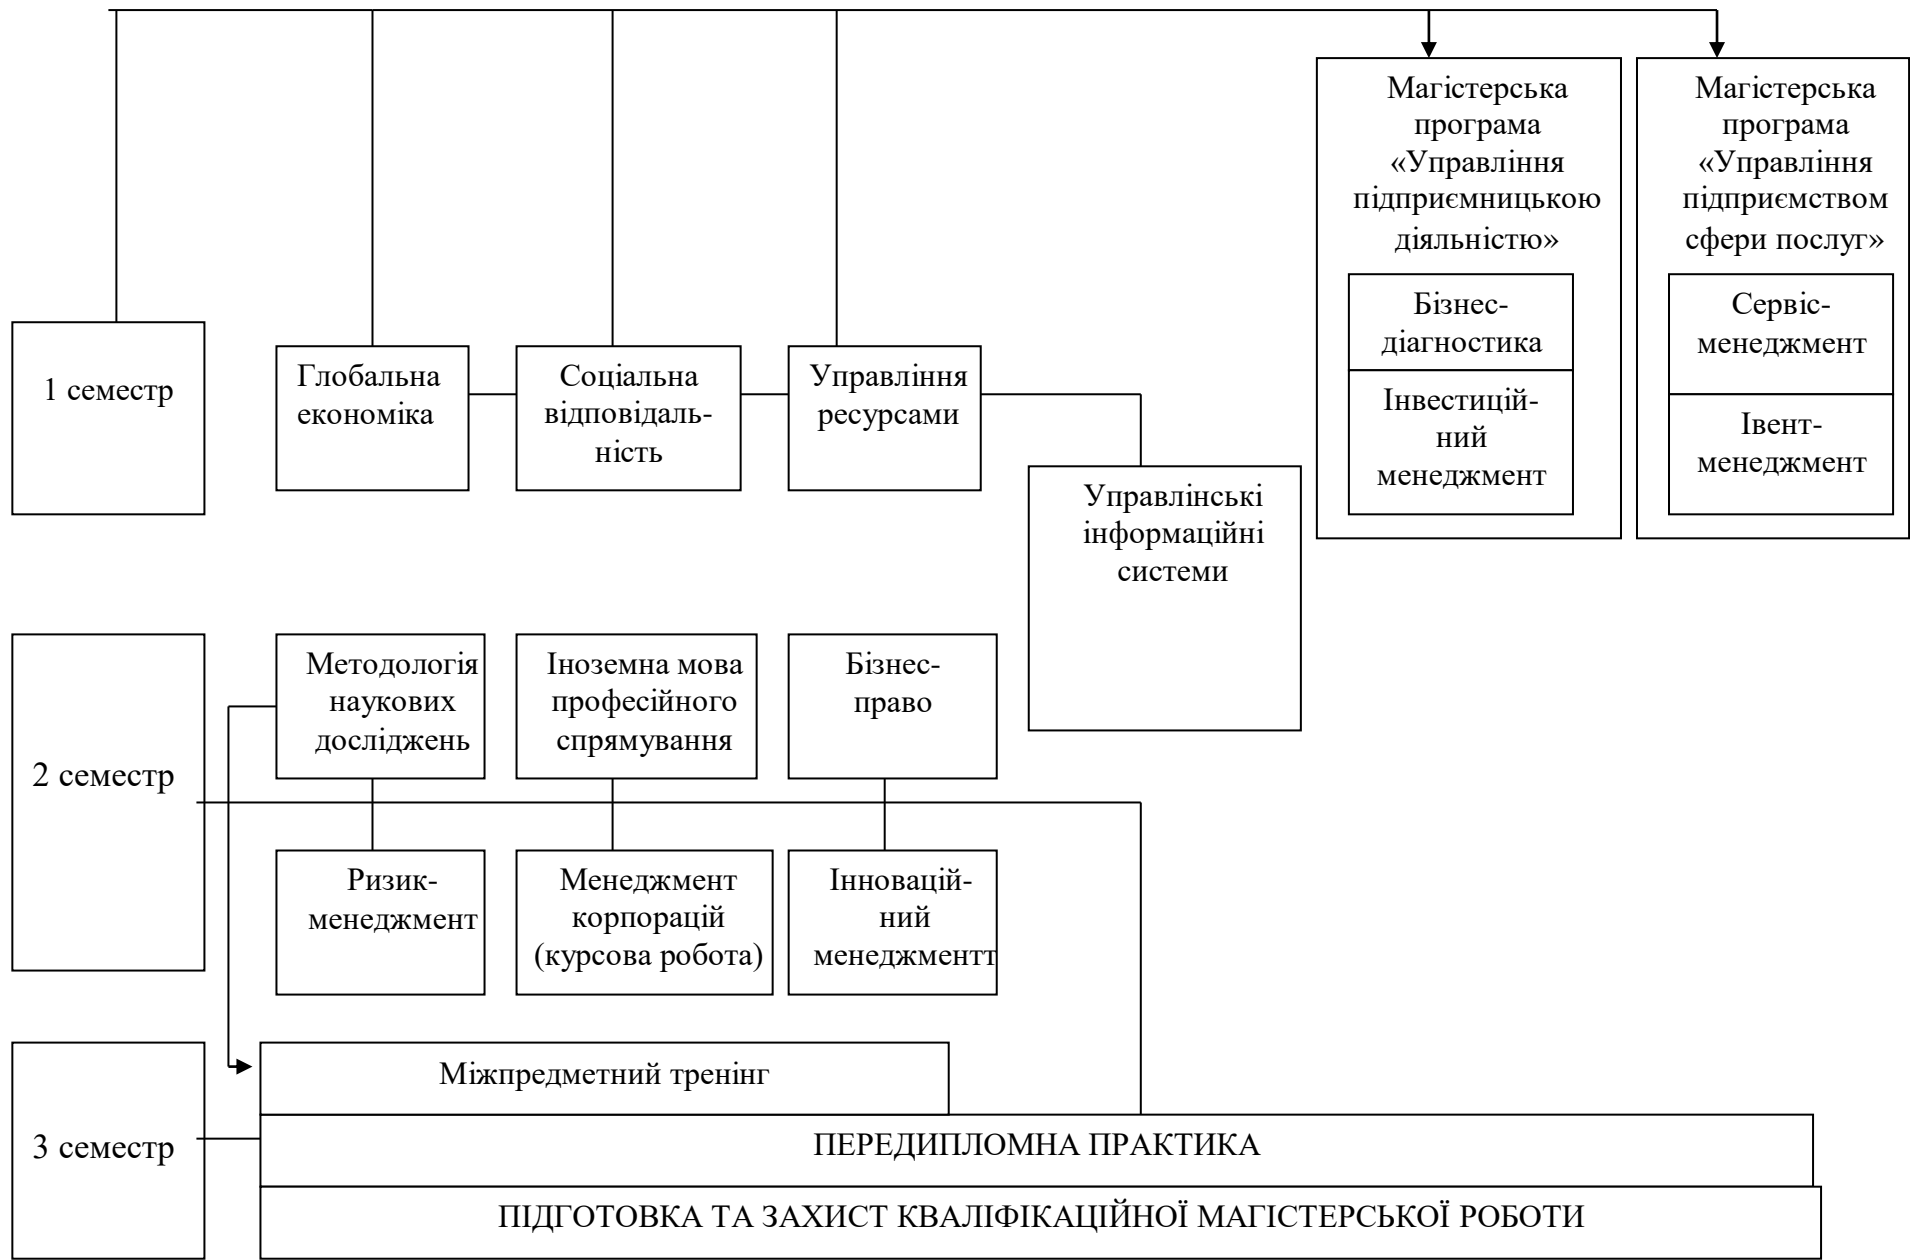 Магістерська
програма
«Управління
підприємницькою
діяльністю»
Бізнес-
діагностика
Інвестицій-
ний
менеджмент
Магістерська
програма
«Управління
підприємством
сфери послуг»
Сервіс-
менеджмент
Івент-
менеджмент
1 семестр
Глобальна
економіка
Соціальна
відповідаль-
ність
Управління
ресурсами
Управлінські
інформаційні
системи
2 семестр
Методологія
наукових
досліджень
Іноземна мова
професійного
спрямування
Бізнес-
право
Ризик-
менеджмент
Менеджмент
корпорацій
(курсова робота)
Інновацій-
ний
менеджментт
3 семестр
Міжпредметний тренінг
ПЕРЕДИПЛОМНА ПРАКТИКА
ПІДГОТОВКА ТА ЗАХИСТ КВАЛІФІКАЦІЙНОЇ МАГІСТЕРСЬКОЇ РОБОТИ